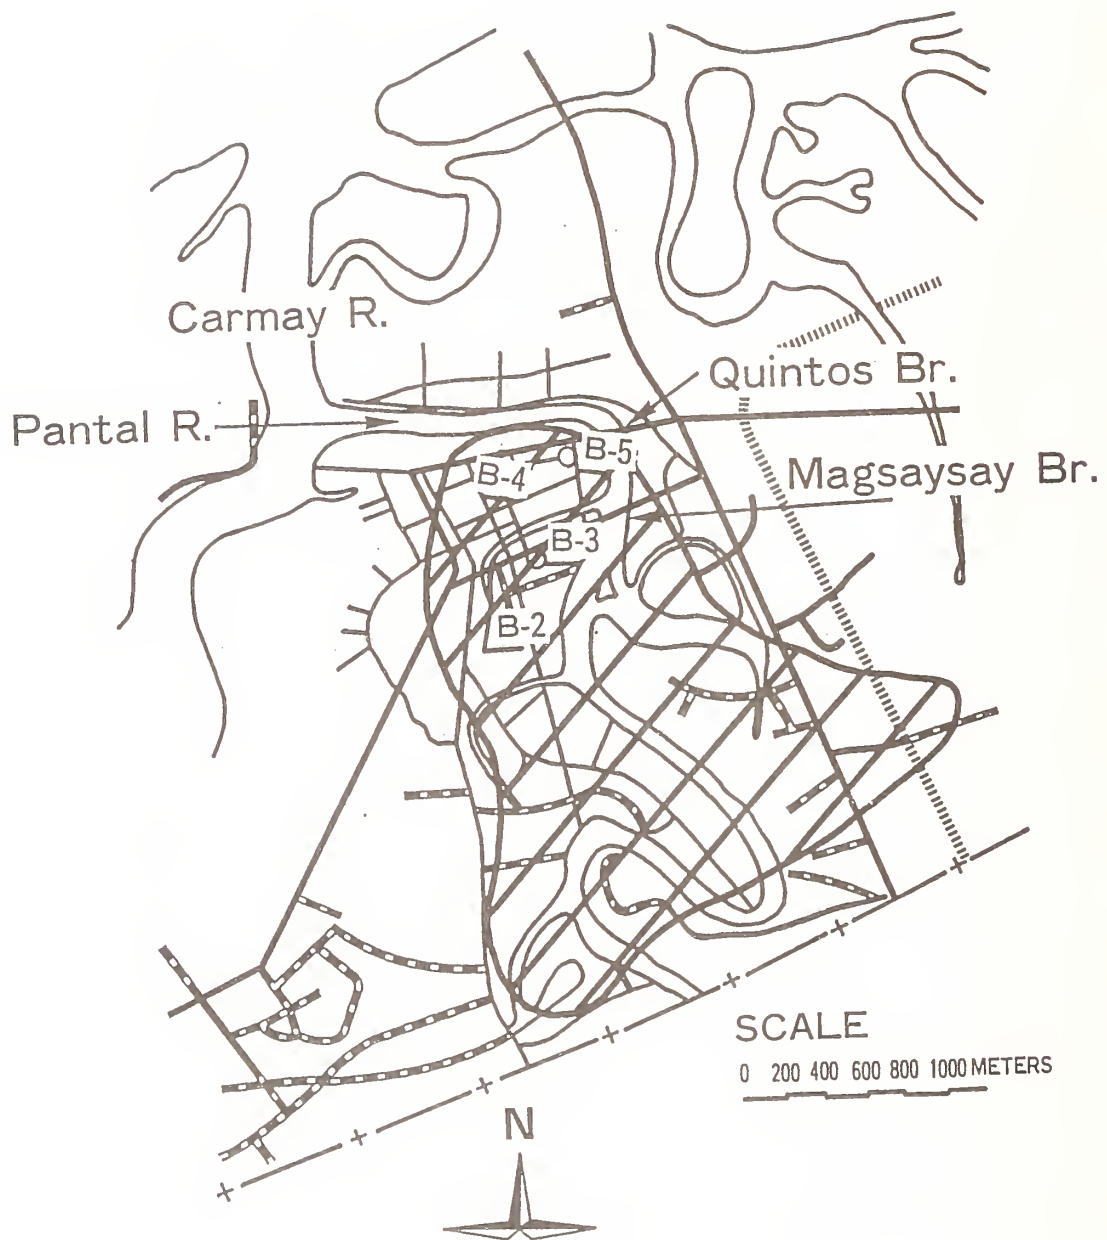 Carmay R.
Quintos Br.
Pantal R.
B-5
B-4
Magsaysay Br.
B-3
B-2
SCALE
0 200 400 600 800 1000 METERS
N